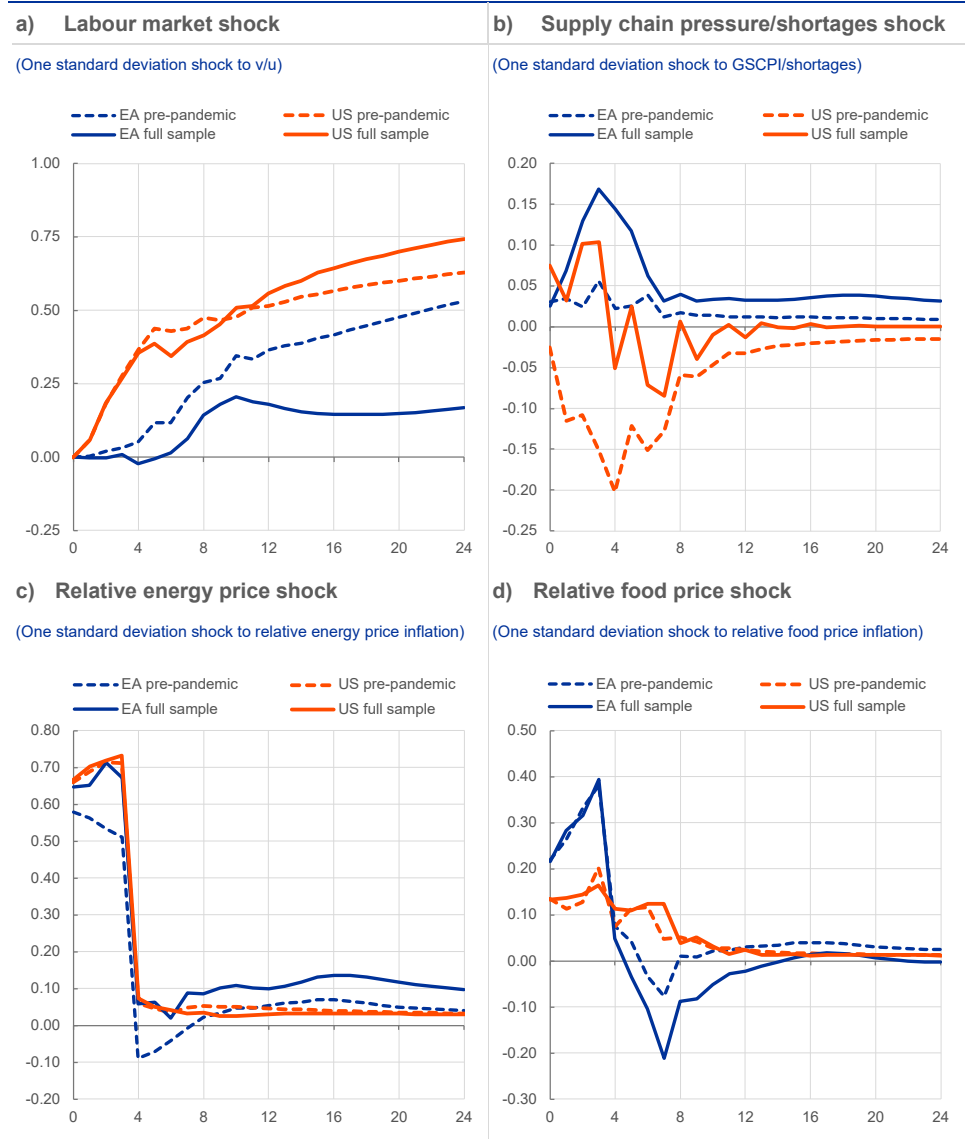 a) Labour market shock
(One standard deviation shock to v/u)
EA pre-pandemic US pre-pandemic
EA full sample US full sample
1.00
0.75
0.50
0.25
0.00
-0.25
0 4 8 12 16 20 24
b) Supply chain pressure/shortages shock
(One standard deviation shock to GSCPI/shortages)
EA pre-pandemic US pre-pandemic
EA full sample US full sample
0.20
0.15
0.10
0.05
0.00
-0.05
-0.10
-0.15
-0.20
-0.25
0 4 8 12 16 20 24
c) Relative energy price shock
(One standard deviation shock to relative energy price inflation)
EA pre-pandemic US pre-pandemic
EA full sample US full sample
0.80
0.70
0.60
0.50
0.40
0.30
0.20
0.10
0.00
-0.10
-0.20
0 4 8 12 16 20 24
d) Relative food price shock
(One standard deviation shock to relative food price inflation)
EA pre-pandemic US pre-pandemic
EA full sample US full sample
0.50
0.40
0.30
0.20
0.10
0.00
-0.10
-0.20
-0.30
0 4 8 12 16 20 24